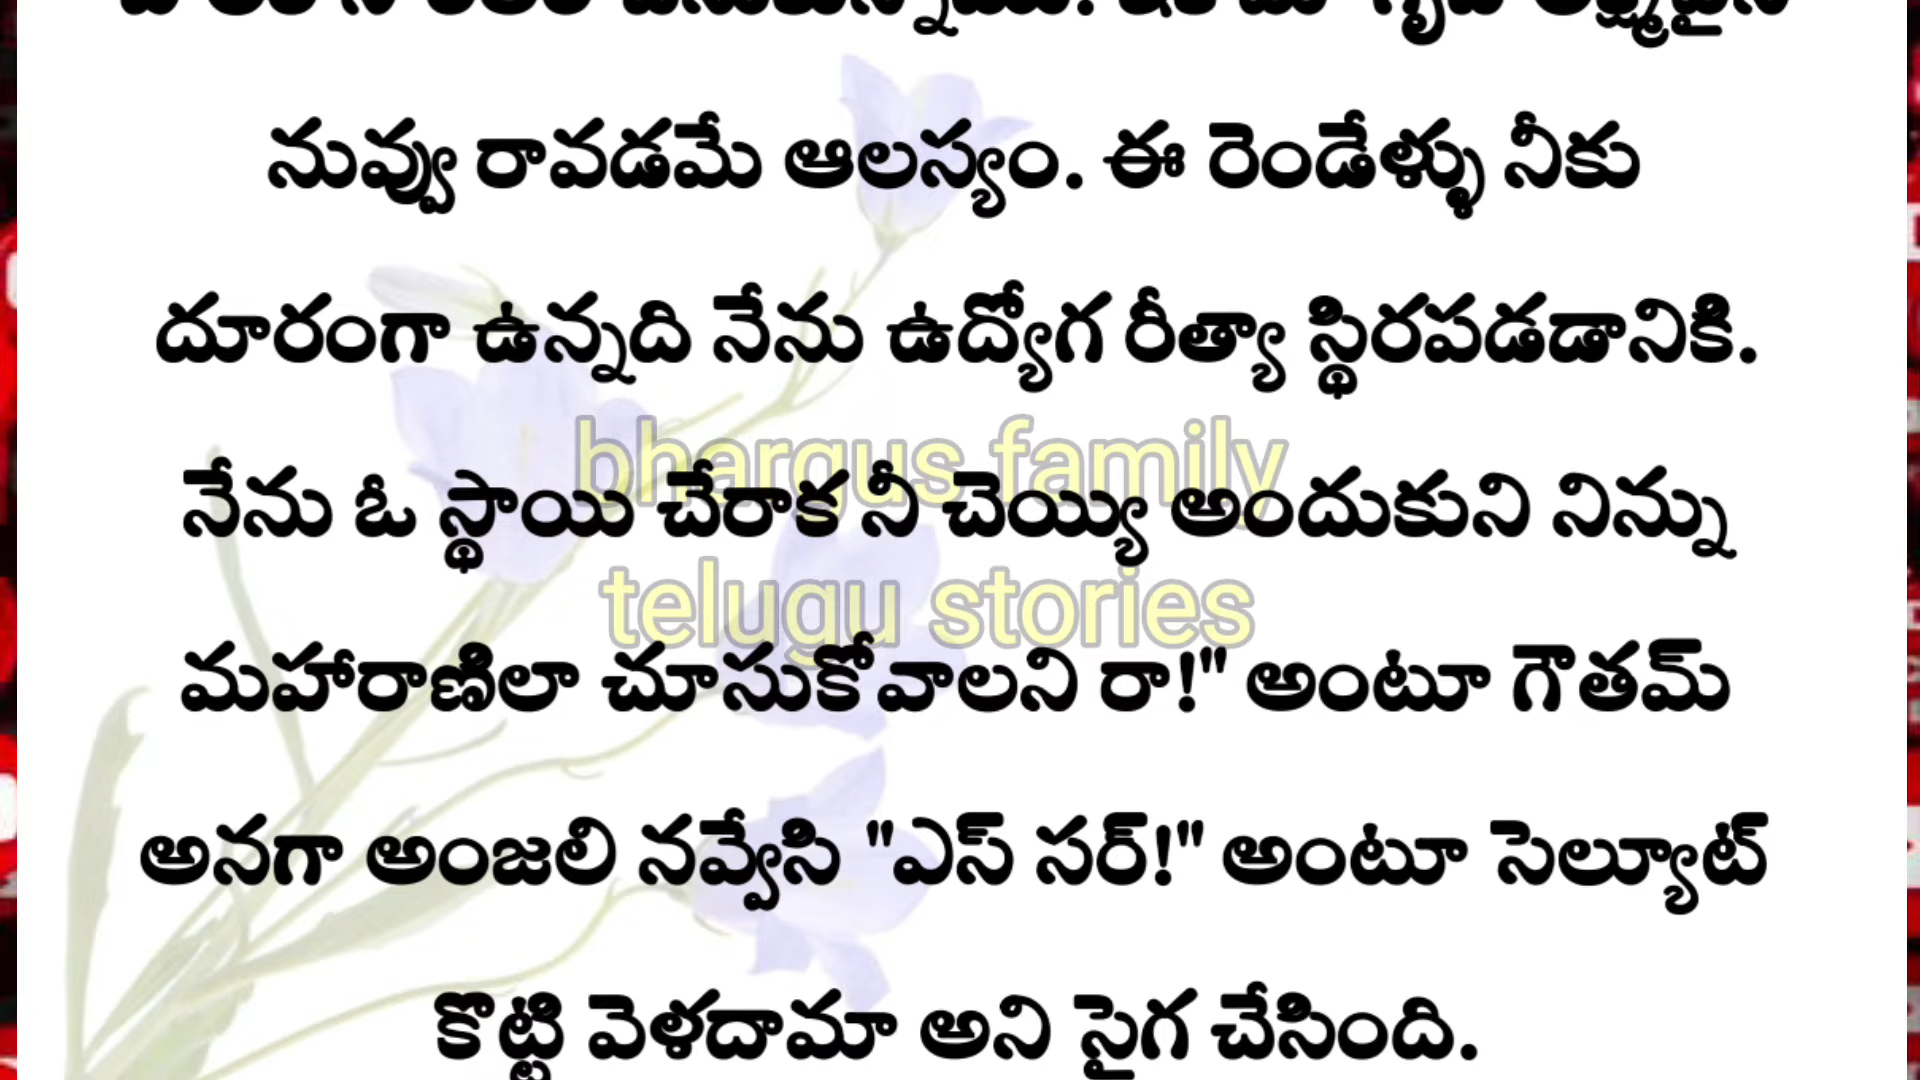 నువ్వు రావడమే ఆలస్యం. ఈ రెండేళ్ళు నీకు
దూరంగా ఉన్నది నేను ఉద్యోగ రీత్యా స్థిరపడడానికి.
bhargus family
నేను ఓ స్థాయి చేరాక నీ చెయ్యి అందుకుని నిన్ను
telugu stories
మహారాణిలా చూసుకోవాలని రా!" అంటూ గౌతమ్
అనగా అంజలి నవ్వేసి "ఎస్ సర్!" అంటూ సెల్యూట్
కొట్టి వెళదామా అని సైగ చేసింది.